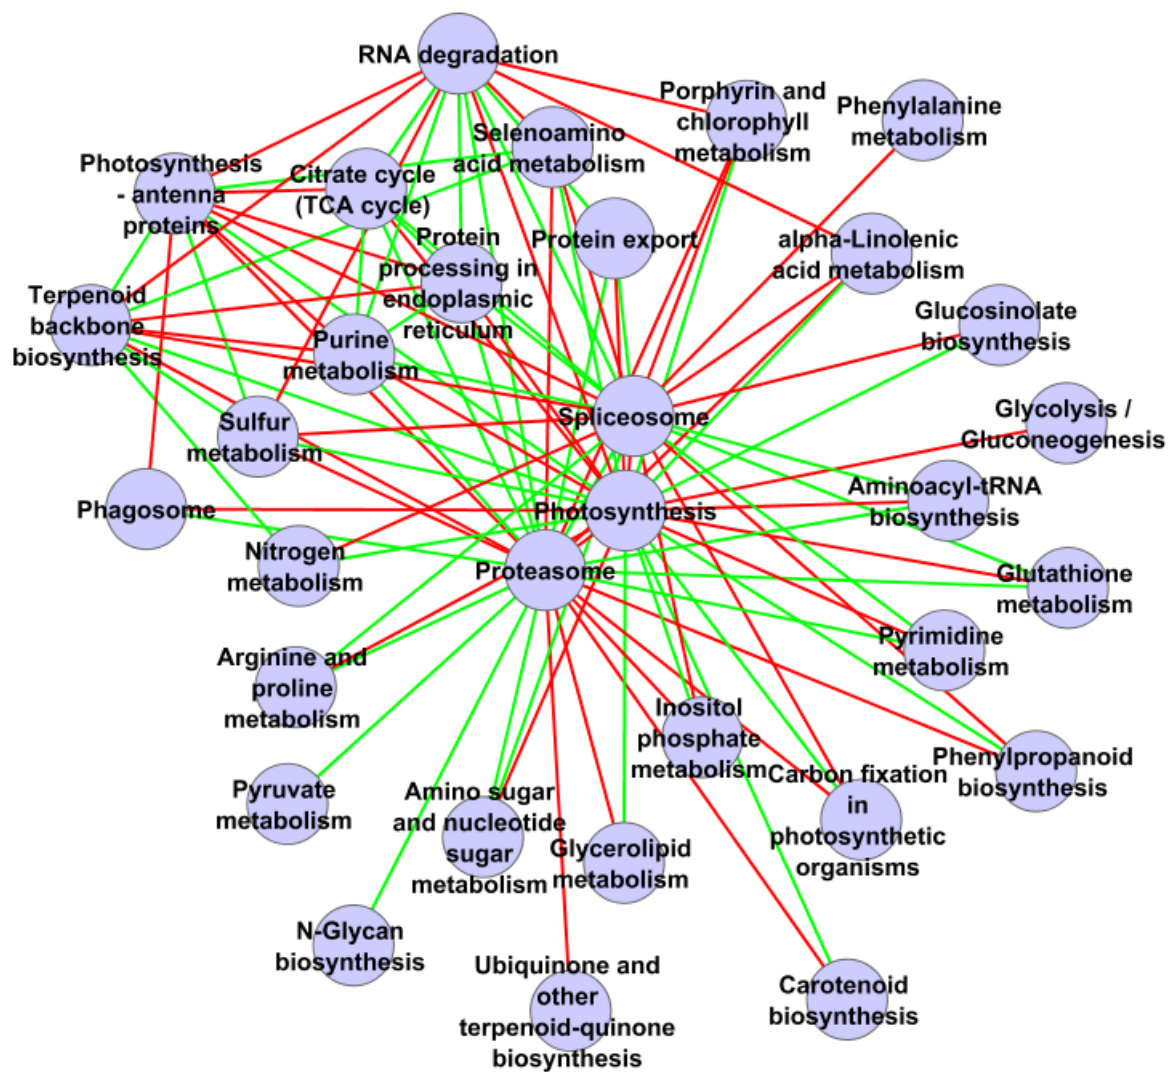 RNA degradation
Porphyrin and
chlorophyll
metabolism
Phenylalanine
metabolism
Selenoamino
acid metabolism
Photosynthesis
- antenna
proteins
Citrate cycle
(TCA cycle)
Protein export
alpha-Linolenic
acid metabolism
Protein
processing in
endoplasmic
reticulum
Terpenoid
backbone
biosynthesis
Glucosinolate
biosynthesis
Purine
metabolism
Spliceosome
Glycolysis /
Gluconeogenesis
Sulfur
metabolism
Phagosome
Photosynthesis
Aminoacyl-tRNA
biosynthesis
Nitrogen
metabolism
Proteasome
Glutathione
metabolism
Pyrimidine
metabolism
Arginine and
proline
metabolism
Inositol
phosphate
metabolism
Phenylpropanoid
biosynthesis
Pyruvate
metabolism
Amino sugar
and nucleotide
sugar
metabolism
Glycerolipid
metabolism
Carbon fixation
in
photosynthetic
organisms
N-Glycan
biosynthesis
Ubiquinone and
other
terpenoid-quinone
biosynthesis
Carotenoid
biosynthesis